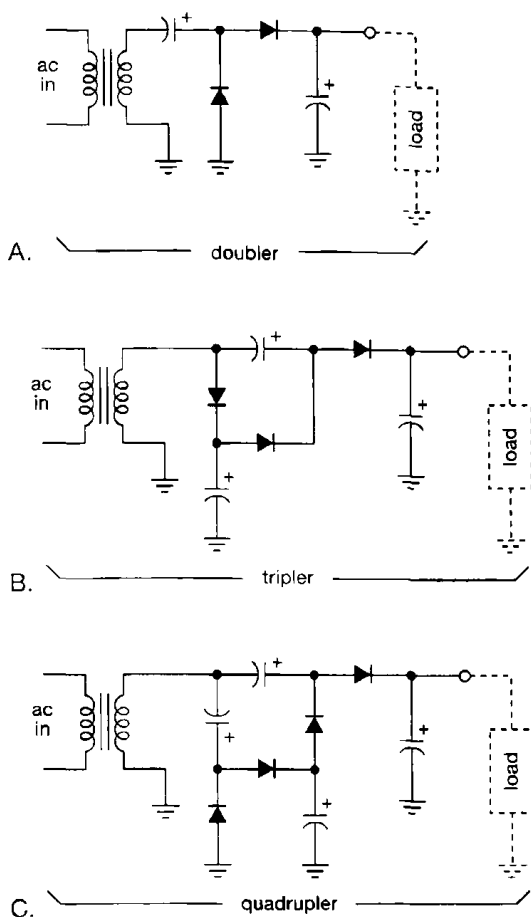 ac
in
+
+
load
A.
doubler
ac
in
+
+
+
load
B.
tripler
ac
in
+
+
+
+
load
C.
quadrupler